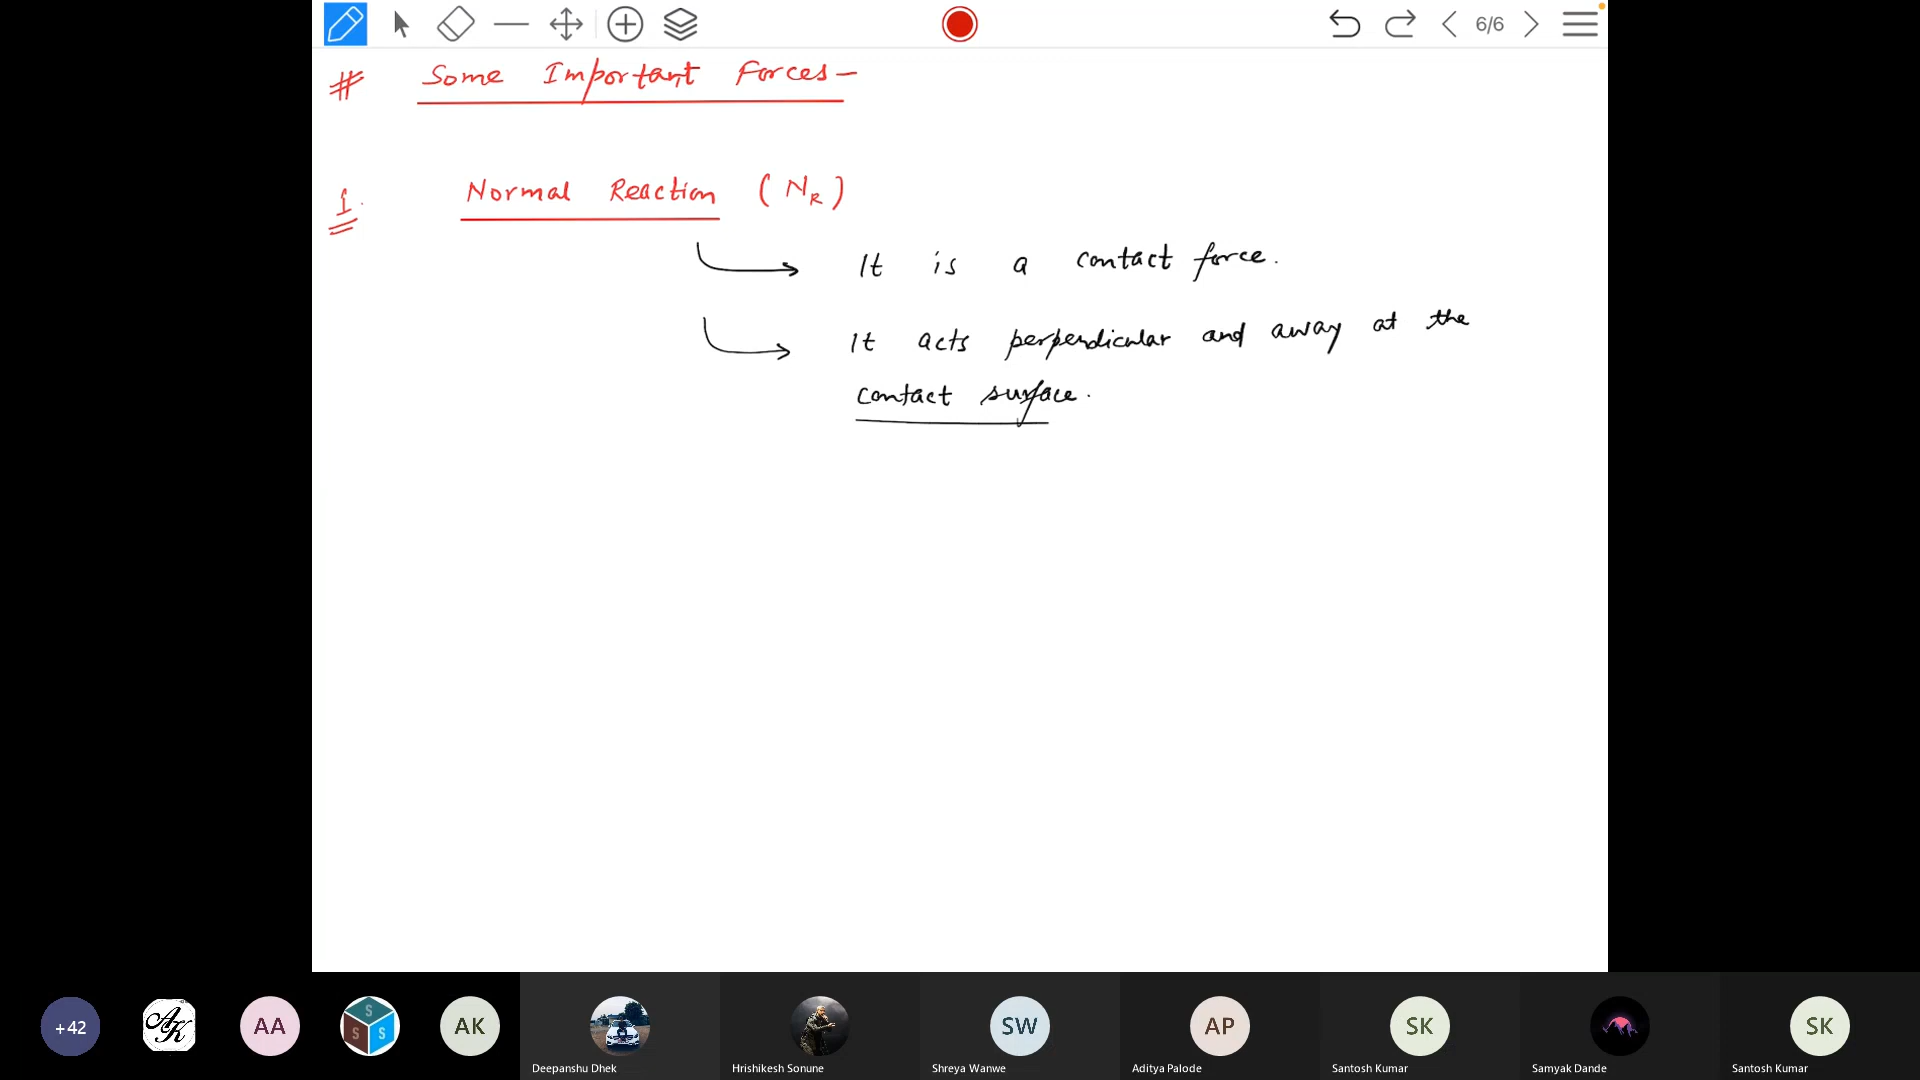 6/6
# Some Important Forces-
1. Normal Reaction (NR)
It is a contact force.
It acts perpendicular and away at the
contact surface.
+42 AK AA S S S AK SW AP SK SK
Deepanshu Dhek Hrishikesh Sonune Shreya Wanwe Aditya Palode Santosh Kumar Samyak Dande Santosh Kumar